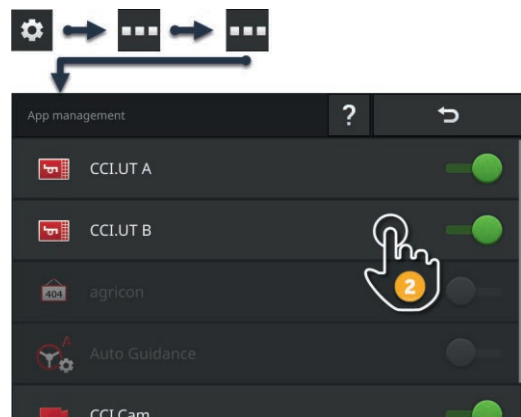 App management
?
CCI.UT A
CCI.UT B
2
404
agricon
A
Auto Guidance
CCI.Cam